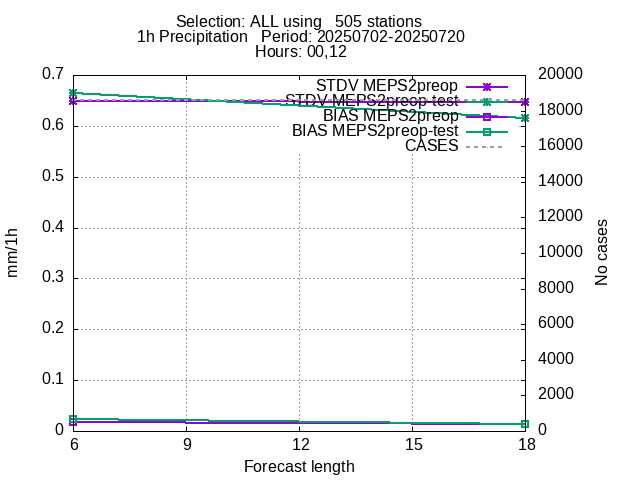 Selection: ALL using   505 stations
1h Precipitation   Period: 20250702-20250720
Hours: 00,12
0.7
0.6
0.5
0.4
0.3
0.2
0.1
0
20000
18000
16000
14000
12000
10000
8000
6000
4000
2000
0
mm/1h
No cases
STDV MEPS2preop
STDV MEPS2preop-test
BIAS MEPS2preop
BIAS MEPS2preop-test
CASES
6 9 12 15 18
Forecast length